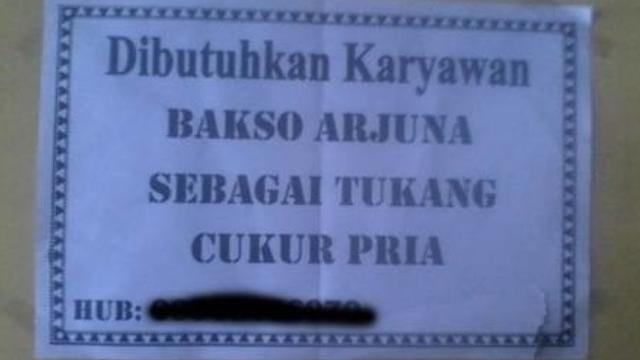 Dibutuhkan Karyawan
BAKSO ARJUNA
SEBAGAI TUKANG
CUKUR PRIA
HUB: